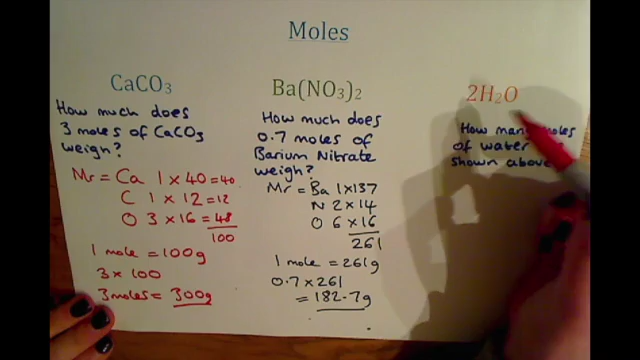 Moles
CaCO₃
How much does
3 moles of CaCO₃
weigh?
Mr = Ca 1 × 40 = 40
C 1 × 12 = 12
O 3 × 16 = 48
100
1 mole = 100g
3 × 100
3 moles = 300g
Ba(NO₃)₂
How much does
0.7 moles of
Barium Nitrate
weigh?
Mr = Ba 1 × 137
N 2 × 14
O 6 × 16
261
1 mole = 261g
0.7 × 261
= 182.7g
2H₂O
How many moles
of water
shown above